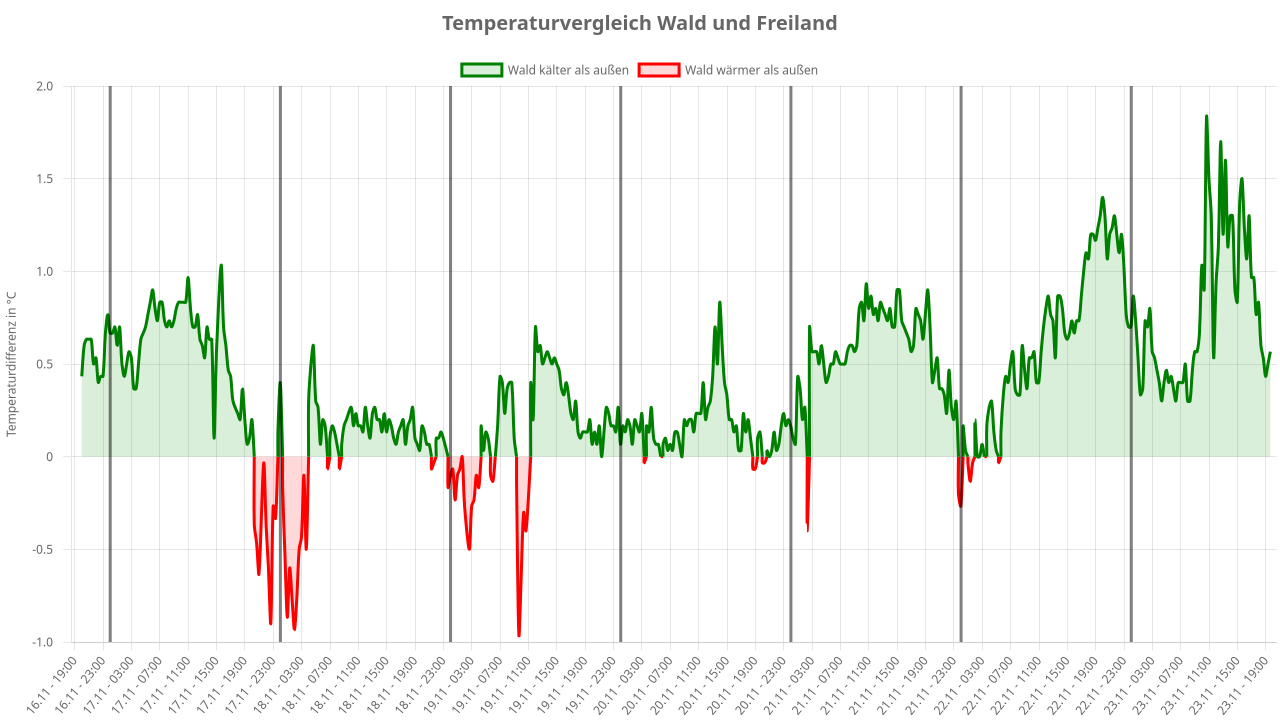 Temperaturvergleich Wald und Freiland
Wald kälter als außen
Wald wärmer als außen
Temperaturdifferenz in °C
2.0
1.5
1.0
0.5
0
-0.5
-1.0
16.11 - 19:00
16.11 - 23:00
17.11 - 03:00
17.11 - 07:00
17.11 - 11:00
17.11 - 15:00
17.11 - 19:00
17.11 - 23:00
18.11 - 03:00
18.11 - 07:00
18.11 - 11:00
18.11 - 15:00
18.11 - 19:00
18.11 - 23:00
19.11 - 03:00
19.11 - 07:00
19.11 - 11:00
19.11 - 15:00
19.11 - 19:00
19.11 - 23:00
20.11 - 03:00
20.11 - 07:00
20.11 - 11:00
20.11 - 15:00
20.11 - 19:00
20.11 - 23:00
21.11 - 03:00
21.11 - 07:00
21.11 - 11:00
21.11 - 15:00
21.11 - 19:00
21.11 - 23:00
22.11 - 03:00
22.11 - 07:00
22.11 - 11:00
22.11 - 15:00
22.11 - 19:00
22.11 - 23:00
23.11 - 03:00
23.11 - 07:00
23.11 - 11:00
23.11 - 15:00
23.11 - 19:00